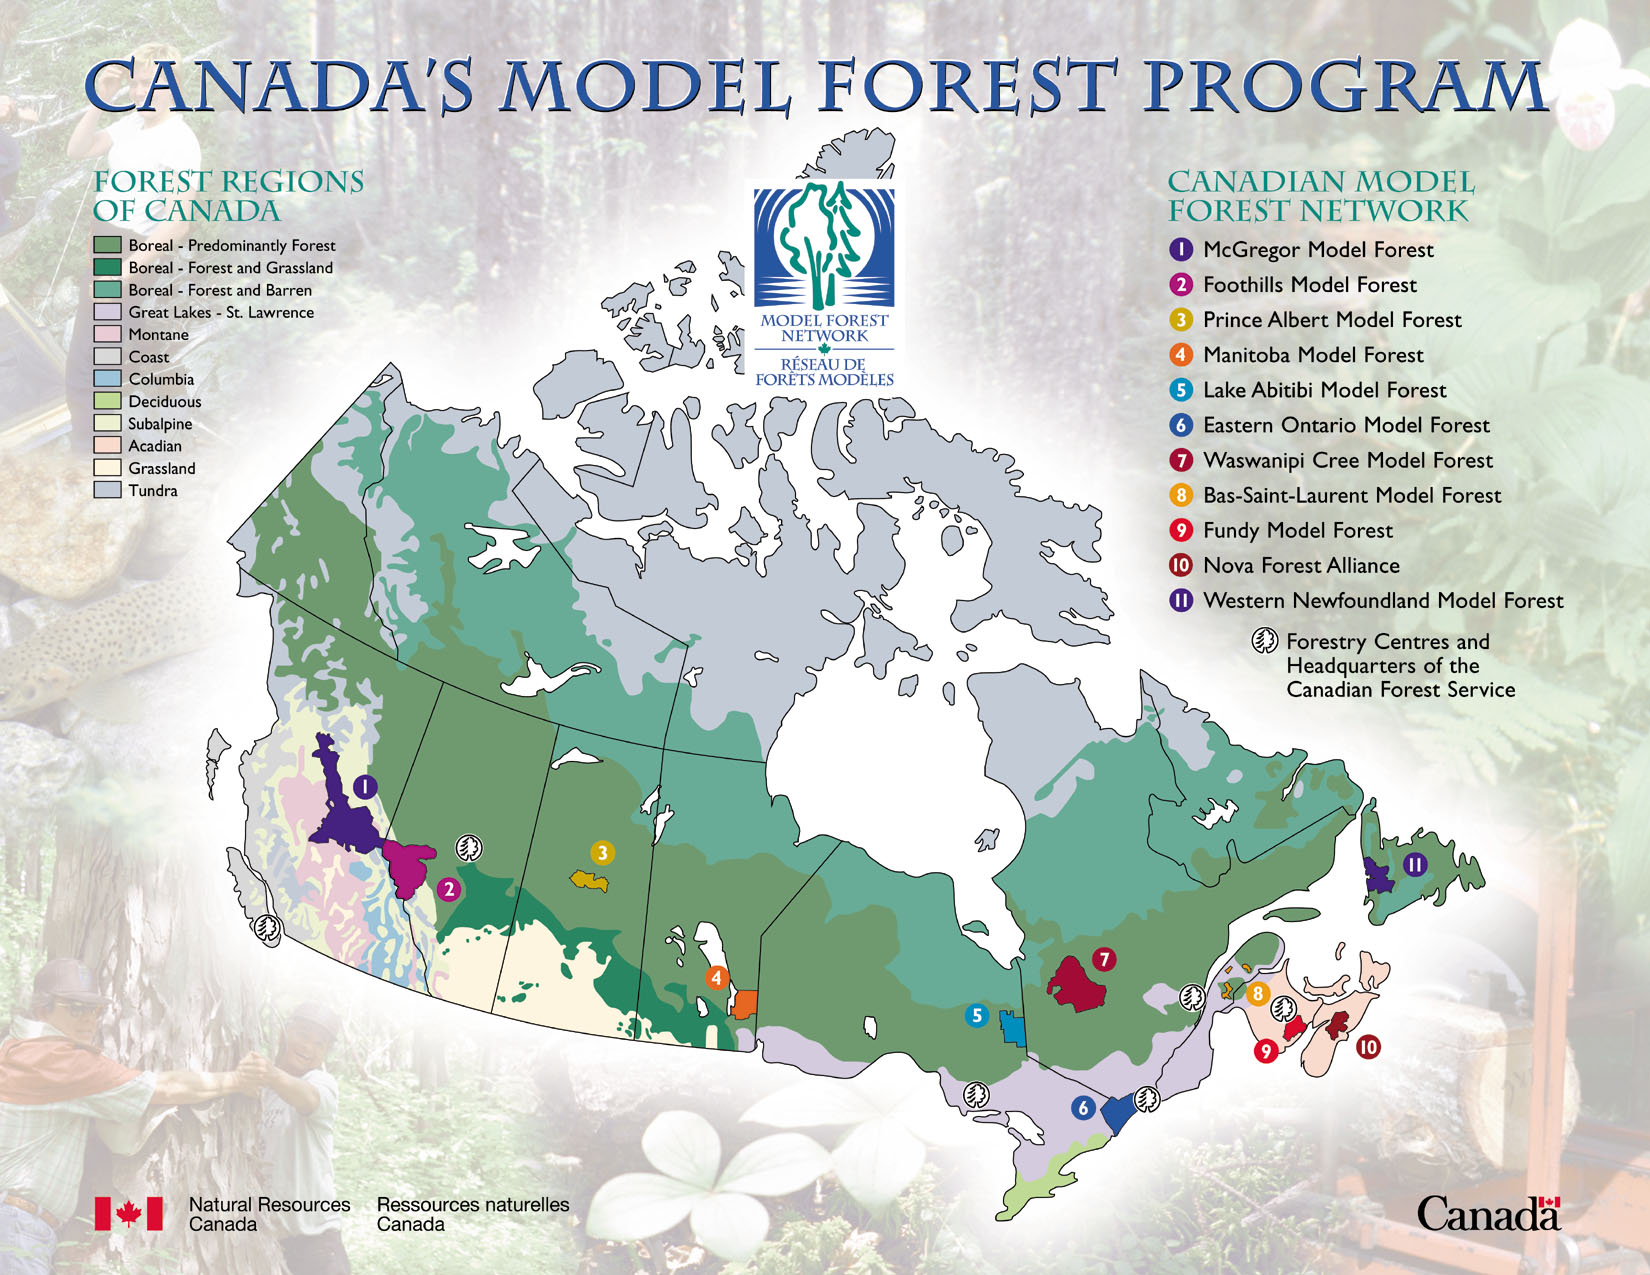 CANADA'S MODEL FOREST PROGRAM
FOREST REGIONS
OF CANADA
Boreal - Predominantly Forest
Boreal - Forest and Grassland
Boreal - Forest and Barren
Great Lakes - St. Lawrence
Montane
Coast
Columbia
Deciduous
Subalpine
Acadian
Grassland
Tundra
MODEL FOREST
NETWORK
RÉSEAU DE
FORÊTS MODÈLES
CANADIAN MODEL
FOREST NETWORK
1 McGregor Model Forest
2 Foothills Model Forest
3 Prince Albert Model Forest
4 Manitoba Model Forest
5 Lake Abitibi Model Forest
6 Eastern Ontario Model Forest
7 Waswanipi Cree Model Forest
8 Bas-Saint-Laurent Model Forest
9 Fundy Model Forest
10 Nova Forest Alliance
11 Western Newfoundland Model Forest
Forestry Centres and
Headquarters of the
Canadian Forest Service
1
2
3
4
5
6
7
8
9
10
11
Natural Resources
Canada
Ressources naturelles
Canada
Canada